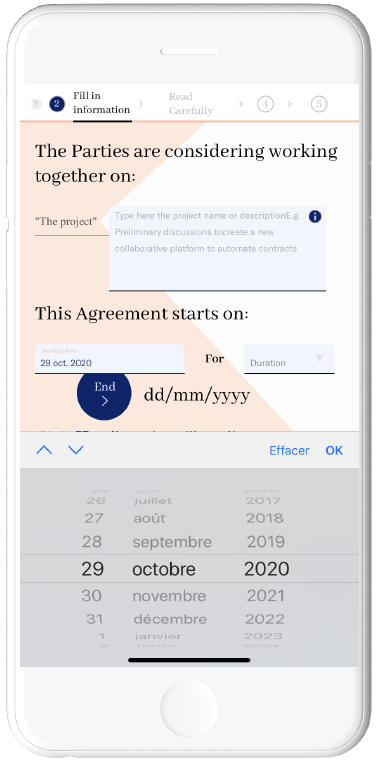 2
Fill in
information
Read
Carefully
4
5
The Parties are considering working
together on:
"The project"
Type here the project name or descriptionE.g.
Preliminary discussions tocreate a new
collaborative platform to automate contracts
This Agreement starts on:
Starting date
29 oct. 2020
For
Duration
End
dd/mm/yyyy
Effacer OK
26 juillet 2017
27 août 2018
28 septembre 2019
29 octobre 2020
30 novembre 2021
31 décembre 2022
1 janvier 2023